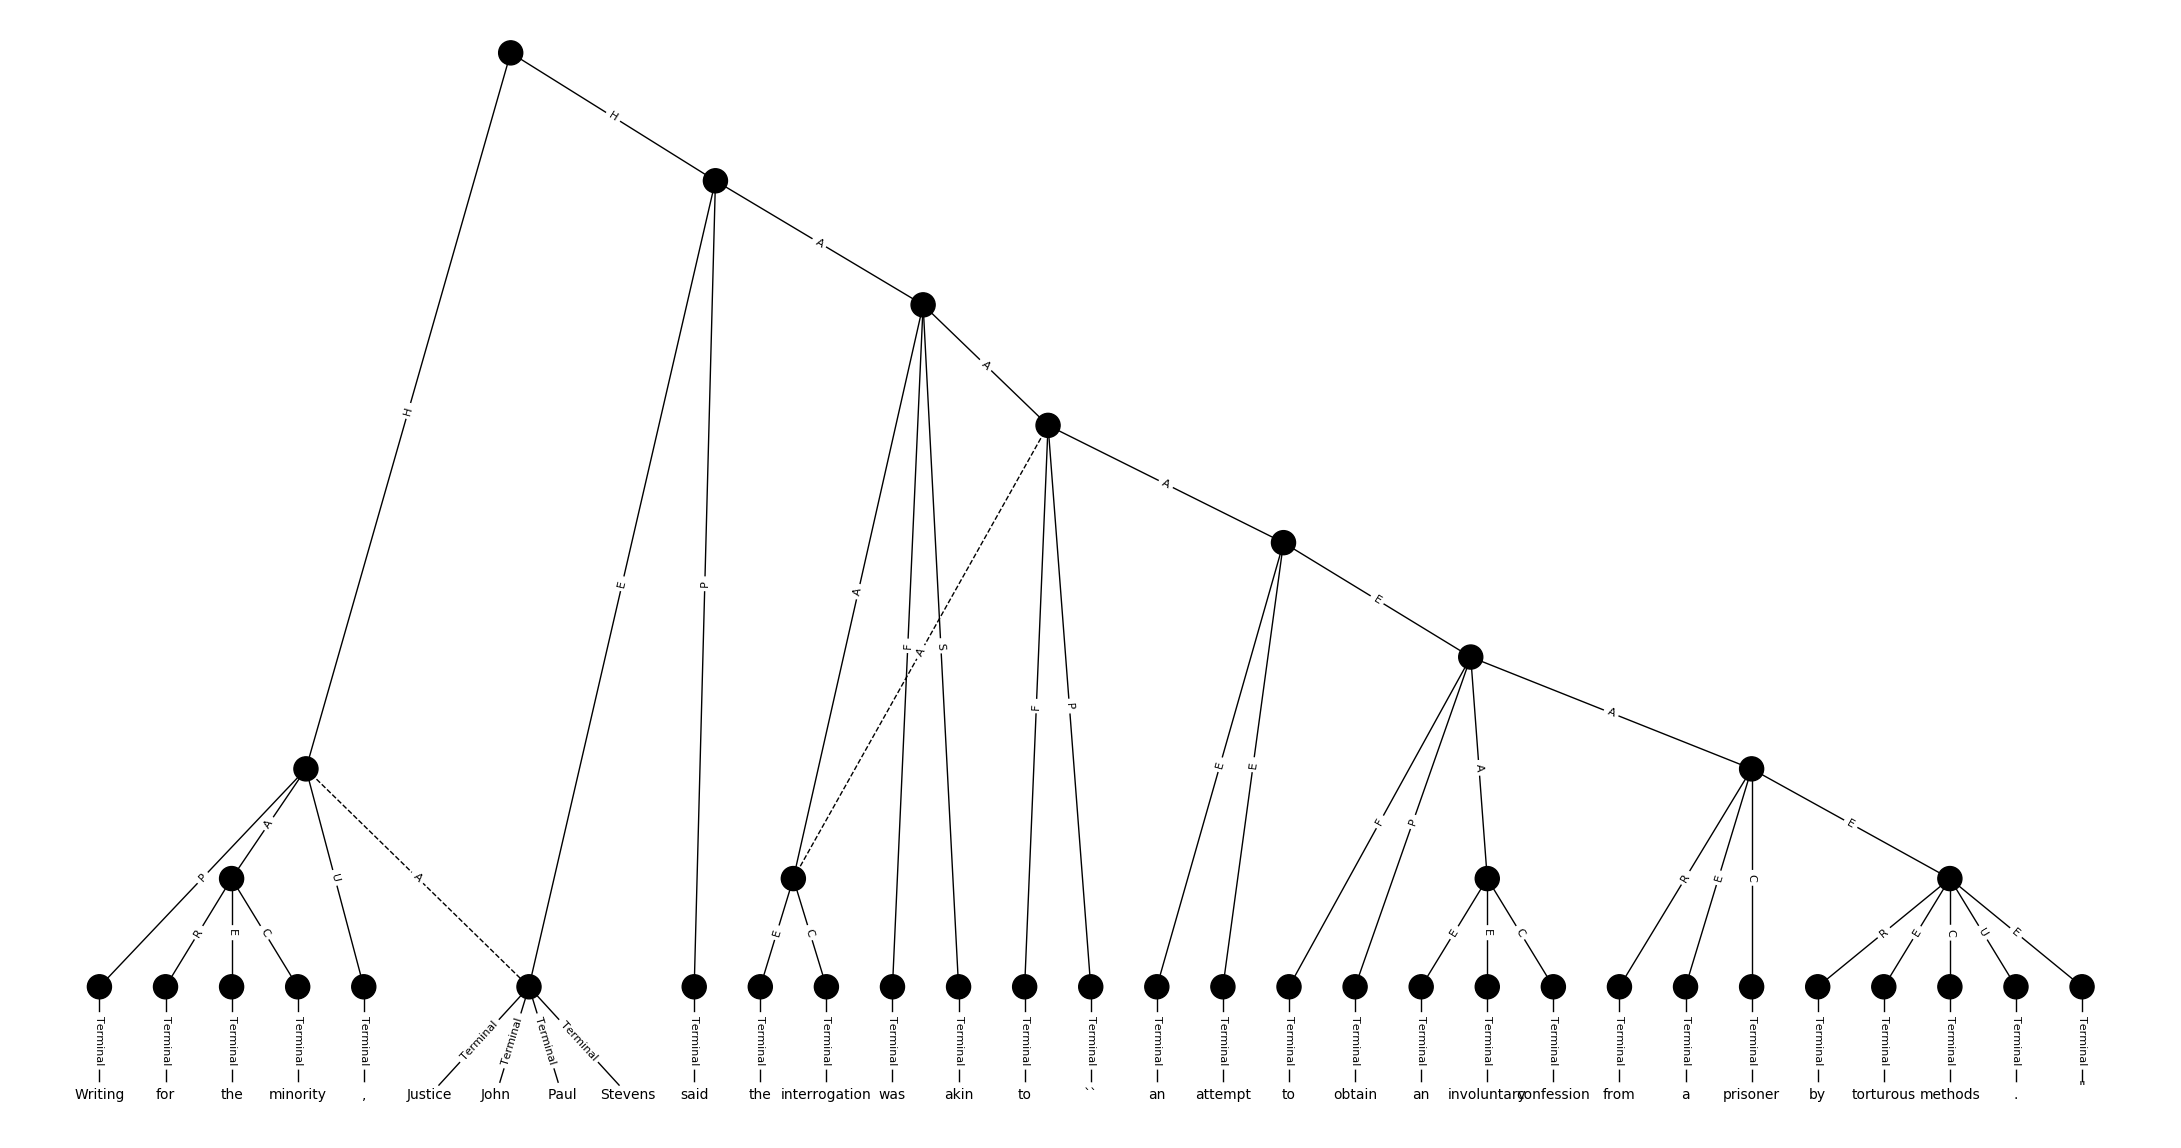 H
A
A
H
A
E
E P
A
F A S
F P
A
E E
A
F P
R E C
E
P A
U A
R E C
E C
E E C
R E C U E
Terminal Terminal Terminal Terminal Terminal Terminal Terminal Terminal Terminal Terminal Terminal Terminal Terminal Terminal Terminal Terminal Terminal Terminal Terminal Terminal Terminal Terminal Terminal Terminal Terminal Terminal Terminal Terminal Terminal Terminal Terminal
Writing for the minority , Justice John Paul Stevens said the interrogation was akin to `` an attempt to obtain an involuntary confession from a prisoner by torturous methods . "